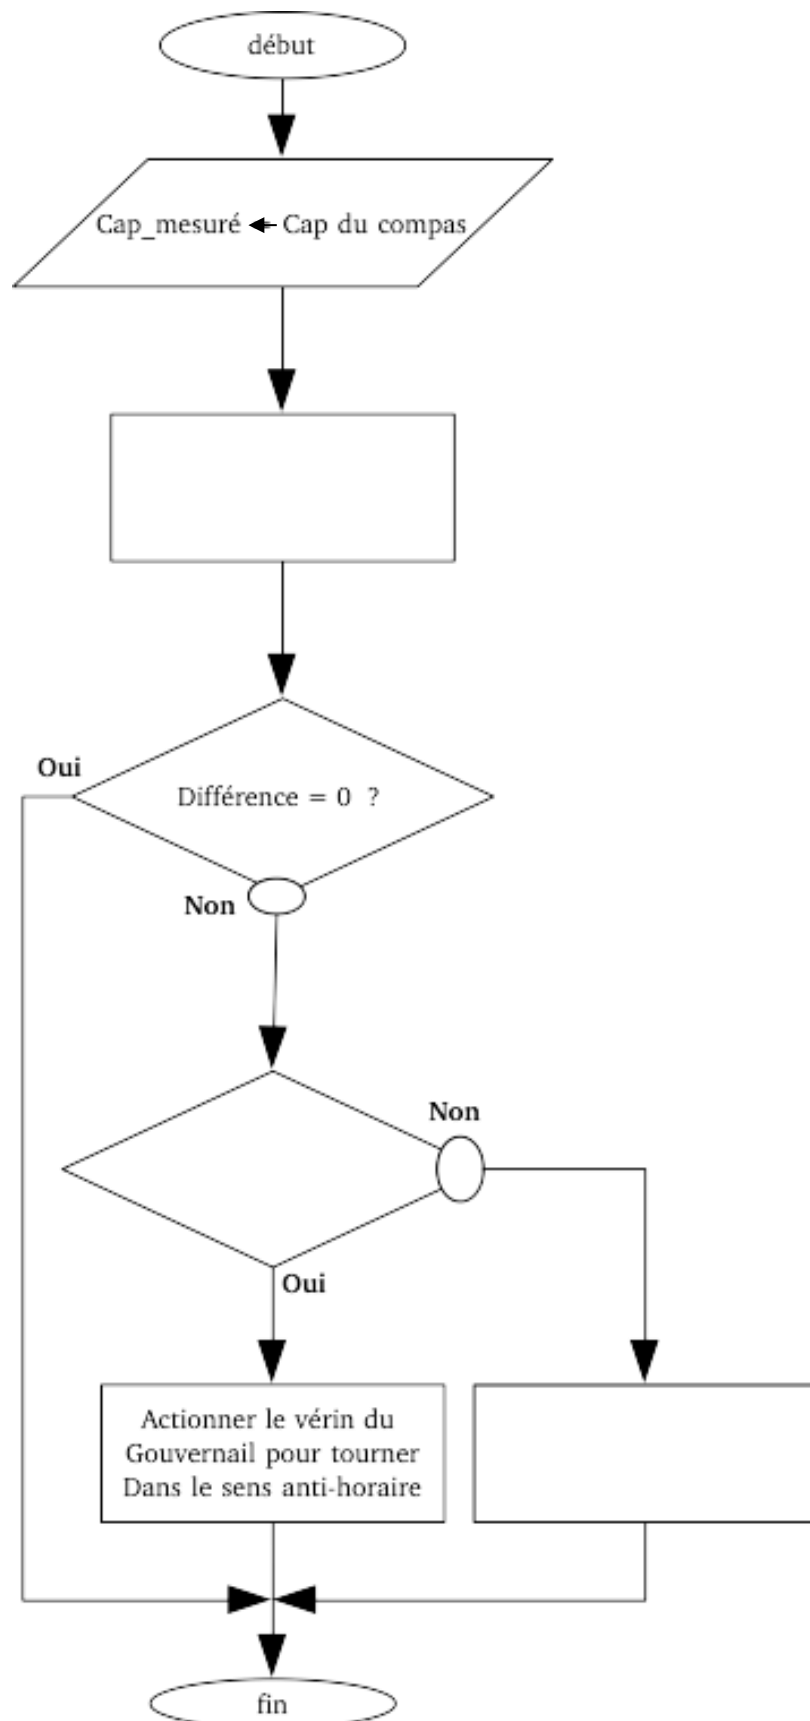 début
Cap_mesuré ← Cap du compas
Oui
Différence = 0 ?
Non
Non
Oui
Actionner le vérin du
Gouvernail pour tourner
Dans le sens anti-horaire
fin